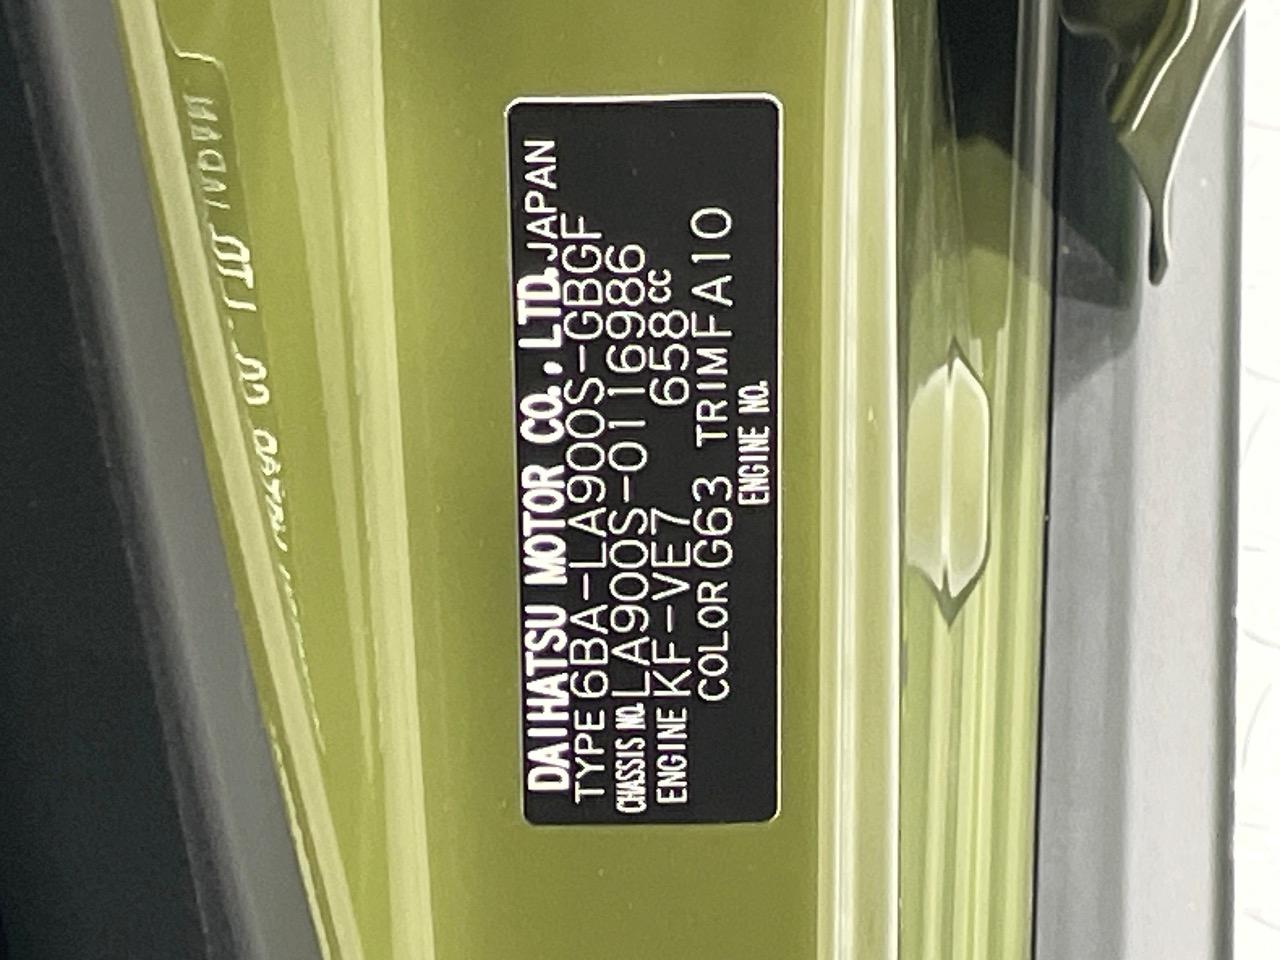 DAIHATSU MOTOR CO., LTD. JAPAN
TYPE 6BA-LA900S-GBGF
CHASSIS NO. LA900S-0116986
ENGINE KF-VE7 658cc
COLOR G63 TRIM FA10
ENGINE NO.